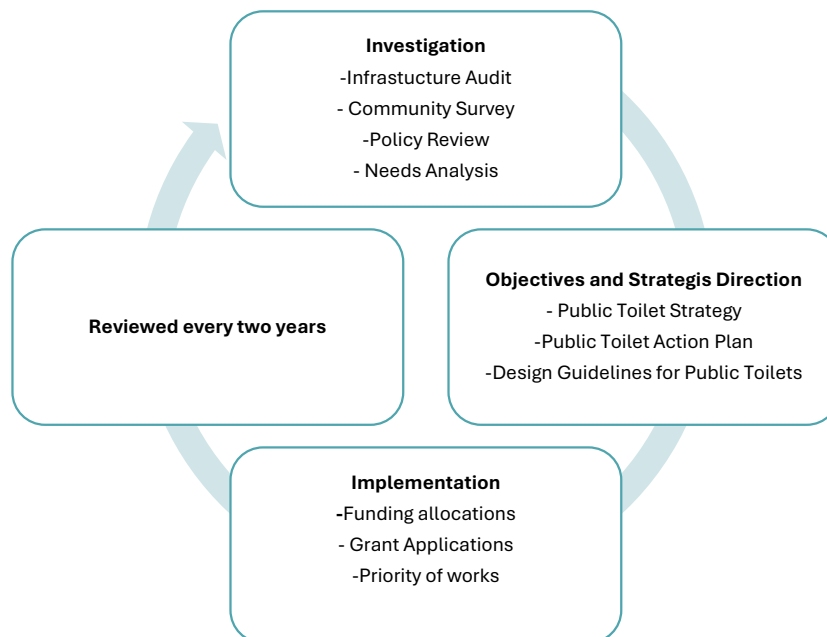 Investigation
-Infrastucture Audit
- Community Survey
-Policy Review
- Needs Analysis
Objectives and Strategis Direction
- Public Toilet Strategy
-Public Toilet Action Plan
-Design Guidelines for Public Toilets
Implementation
-Funding allocations
- Grant Applications
-Priority of works
Reviewed every two years